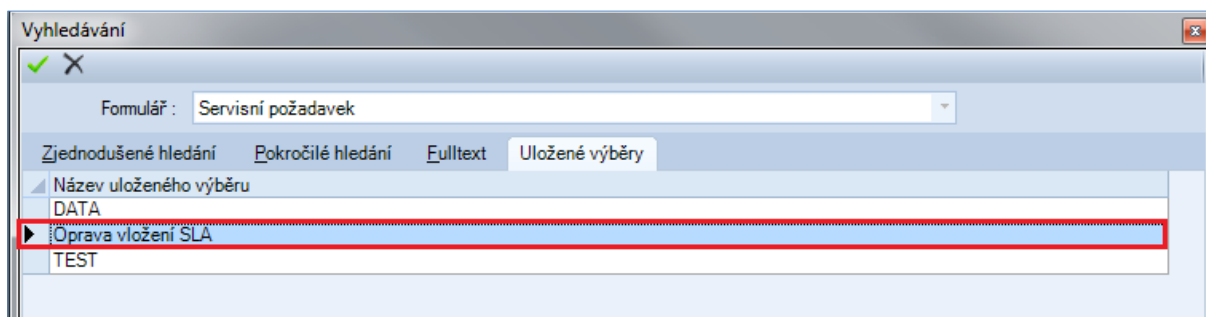 Vyhledávání
Formulář : Servisní požadavek
Zjednodušené hledání Pokročilé hledání Fulltext Uložené výběry
Název uloženého výběru
DATA
Oprava vložení SLA
TEST